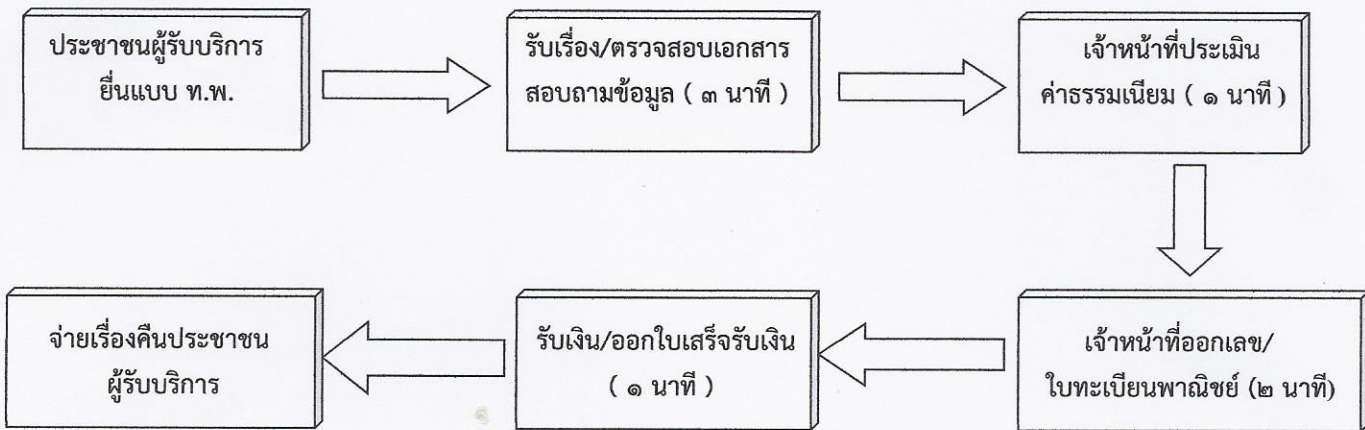 ประชาชนผู้รับบริการ
ยื่นแบบ ท.พ.
รับเรื่อง/ตรวจสอบเอกสาร
สอบถามข้อมูล ( ๓ นาที )
เจ้าหน้าที่ประเมิน
ค่าธรรมเนียม ( ๑ นาที )
เจ้าหน้าที่ออกเลข/
ใบทะเบียนพาณิชย์ (๒ นาที)
รับเงิน/ออกใบเสร็จรับเงิน
( ๑ นาที )
จ่ายเรื่องคืนประชาชน
ผู้รับบริการ